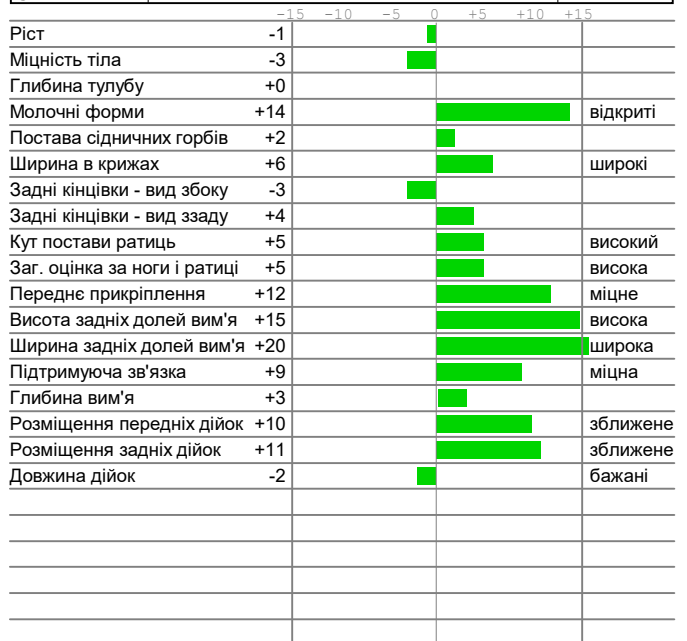 -15 -10 -5 0 +5 +10 +15
Ріст -1
Міцність тіла -3
Глибина тулубу +0
Молочні форми +14 відкриті
Постава сідничних горбів +2
Ширина в крижах +6 широкі
Задні кінцівки - вид збоку -3
Задні кінцівки - вид ззаду +4
Кут постави ратиць +5 високий
Заг. оцінка за ноги і ратиці +5 висока
Переднє прикріплення +12 міцне
Висота задніх долей вим'я +15 висока
Ширина задніх долей вим'я +20 широка
Підтримуюча зв'язка +9 міцна
Глибина вим'я +3
Розміщення передніх дійок +10 зближене
Розміщення задніх дійок +11 зближене
Довжина дійок -2 бажані